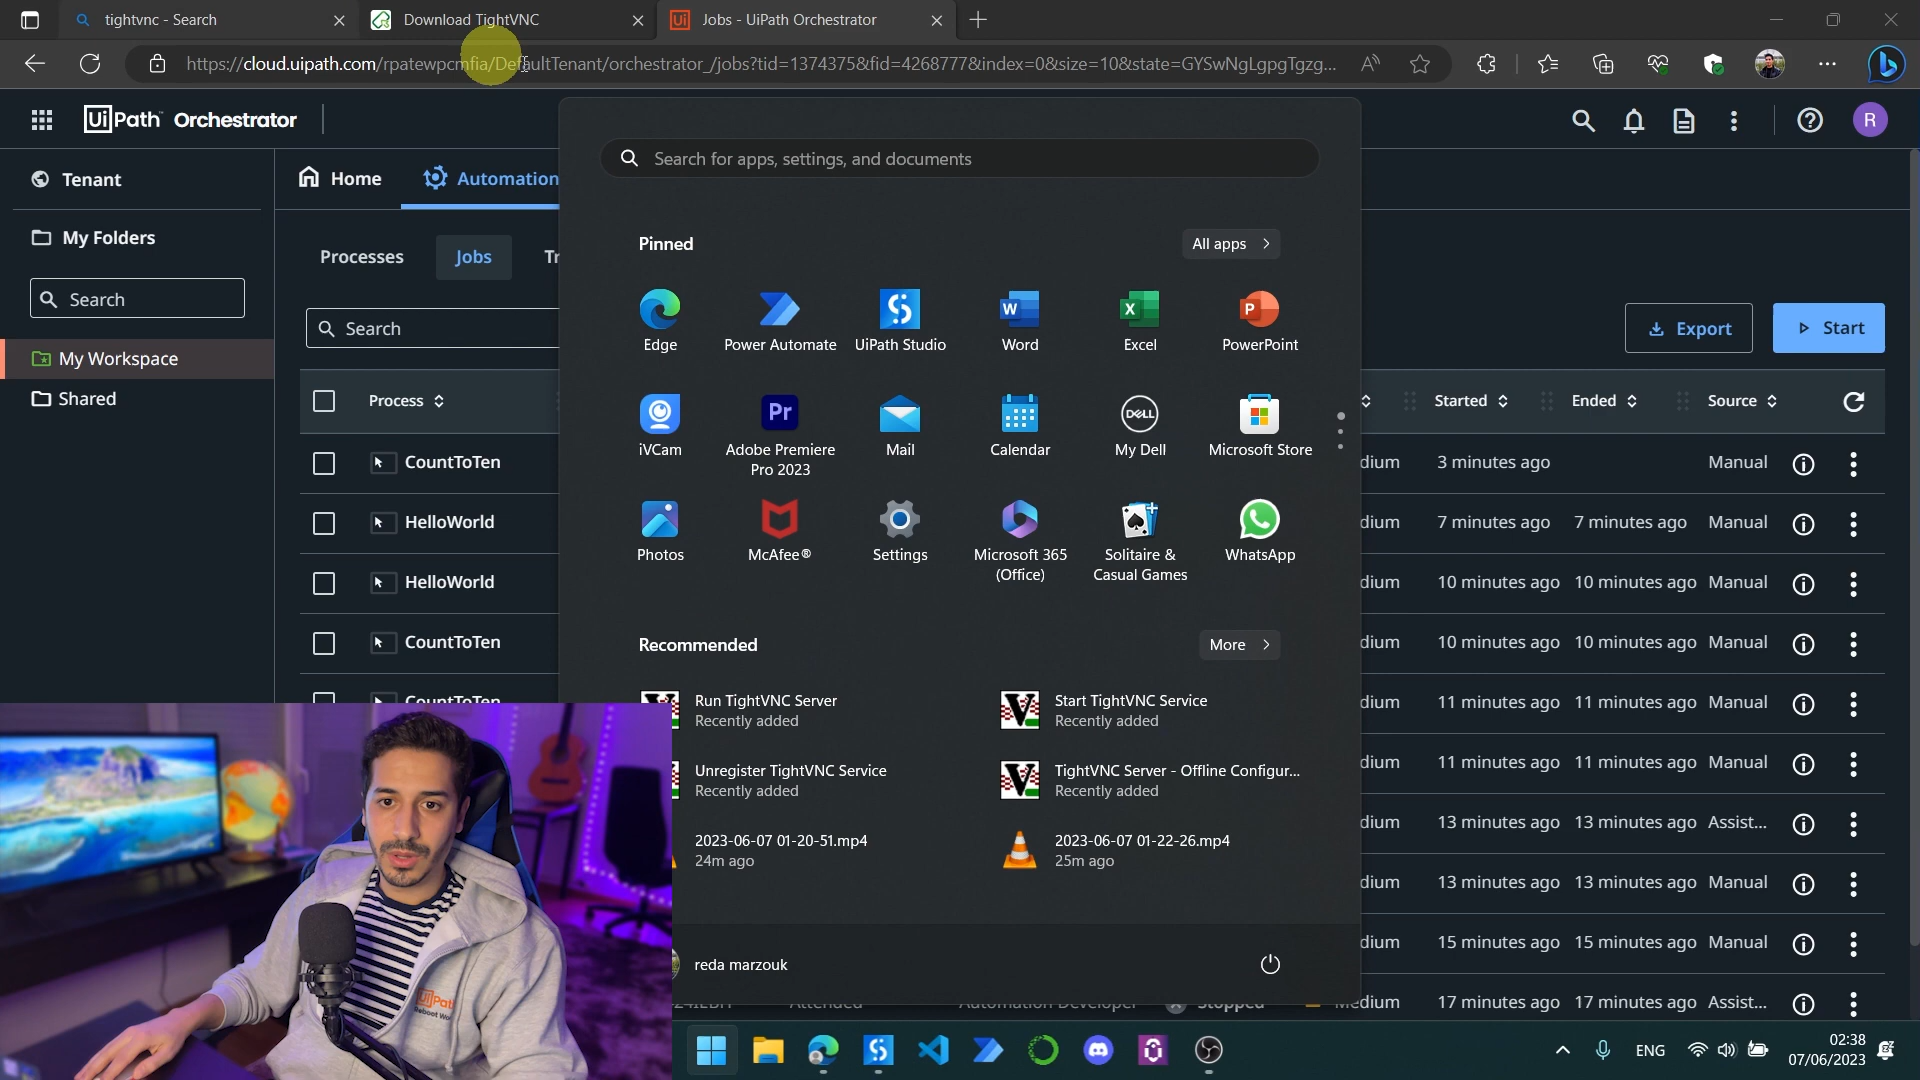 tightvnc - Search
Download TightVNC
Jobs - UiPath Orchestrator
https://cloud.uipath.com/rpatewpcmfia/DefaultTenant/orchestrator_/jobs?tid=1374375&fid=4268777&index=0&size=10&state=GYSwNgLgpgTgzg...
UiPath Orchestrator
R
Search for apps, settings, and documents
Tenant
Home
Automation
My Folders
Pinned
All apps
Processes
Jobs
Search
Search
Export
Start
Edge
Power Automate
UiPath Studio
Word
Excel
PowerPoint
My Workspace
Shared
Process
Started
Ended
Source
iVCam
Adobe Premiere Pro 2023
Mail
Calendar
My Dell
Microsoft Store
CountToTen
dium
3 minutes ago
Manual
HelloWorld
dium
7 minutes ago
7 minutes ago
Manual
Photos
McAfee®
Settings
Microsoft 365 (Office)
Solitaire & Casual Games
WhatsApp
HelloWorld
dium
10 minutes ago
10 minutes ago
Manual
CountToTen
Recommended
More
dium
10 minutes ago
10 minutes ago
Manual
CountToTen
Run TightVNC Server
Recently added
Start TightVNC Service
Recently added
dium
11 minutes ago
11 minutes ago
Manual
Unregister TightVNC Service
Recently added
TightVNC Server - Offline Configur...
Recently added
dium
11 minutes ago
11 minutes ago
Manual
2023-06-07 01-20-51.mp4
24m ago
2023-06-07 01-22-26.mp4
25m ago
dium
13 minutes ago
13 minutes ago
Assist...
dium
13 minutes ago
13 minutes ago
Manual
dium
15 minutes ago
15 minutes ago
Manual
reda marzouk
Attended
Automation Developer
Stopped
Medium
17 minutes ago
17 minutes ago
Assist...
ENG
02:38
07/06/2023